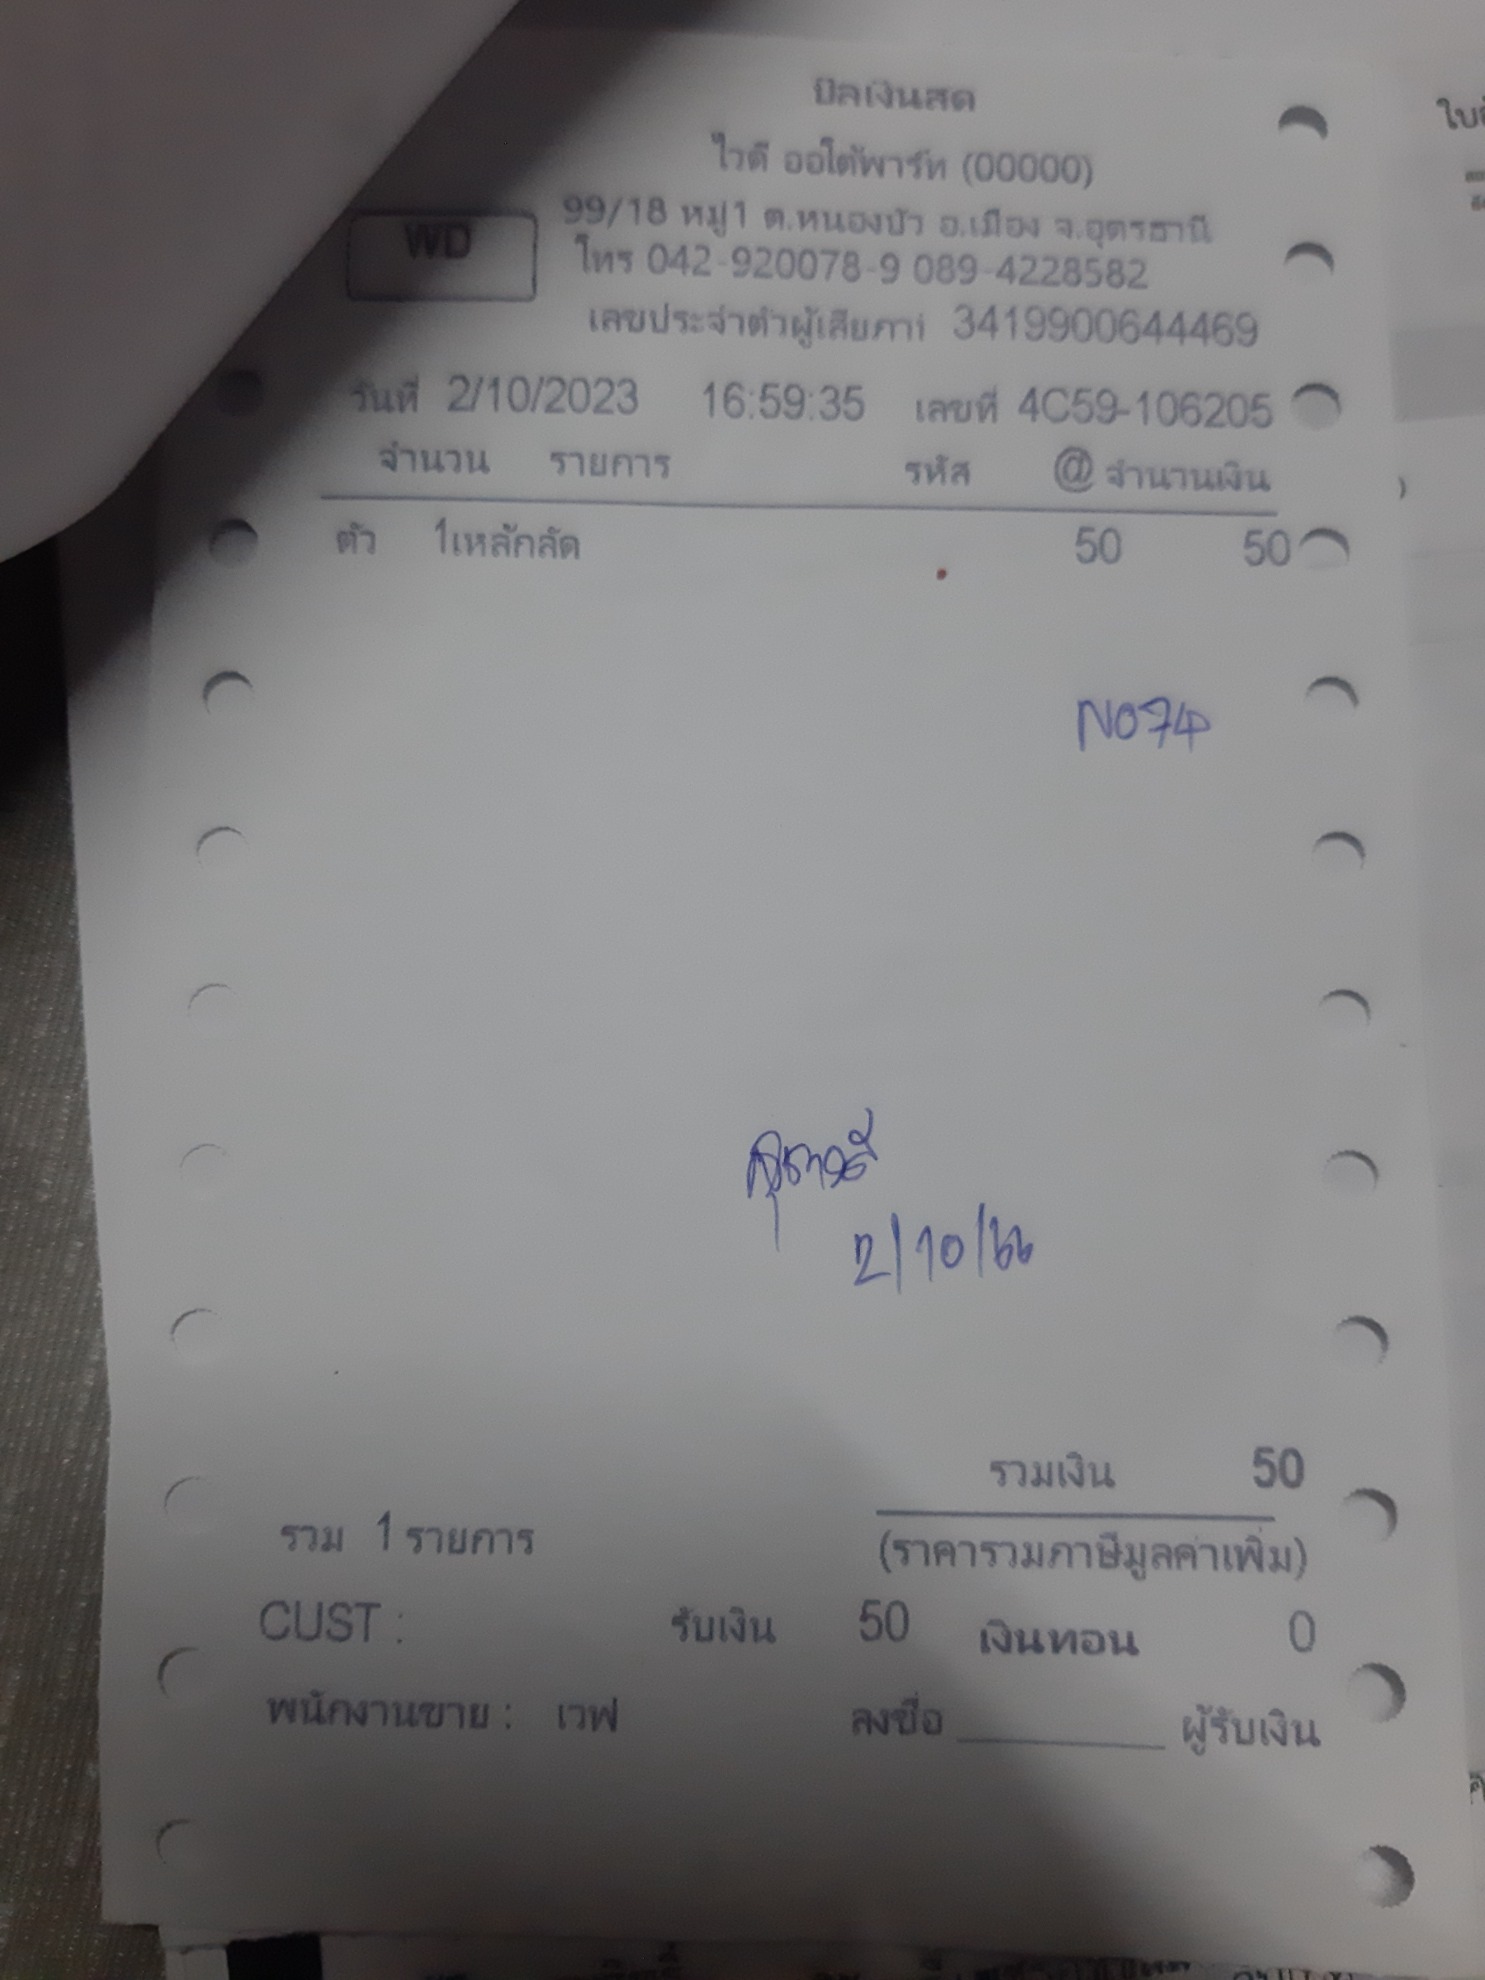 บิลเงินสด
ไวดี ออโต้พาร์ท (00000)
WD
99/18 หมู่1 ต.หนองบัว อ.เมือง จ.อุดรธานี
โทร 042-920078-9 089-4228582
เลขประจำตัวผู้เสียภาา 3419900644469
วันที่ 2/10/2023 16:59:35 เลขที่ 4C59-106205
จำนวน รายการ รหัส @ จำนานเงิน
ตัว 1เหล้กลัด 50 50
NO74
2/10/66
รวมเงิน 50
รวม 1 รายการ (ราคารวมภาษีมูลค่าเพิ่ม)
CUST : รับเงิน 50 เงินทอน 0
พนักงานขาย : เวฟ ลงชื่อ ผู้รับเงิน